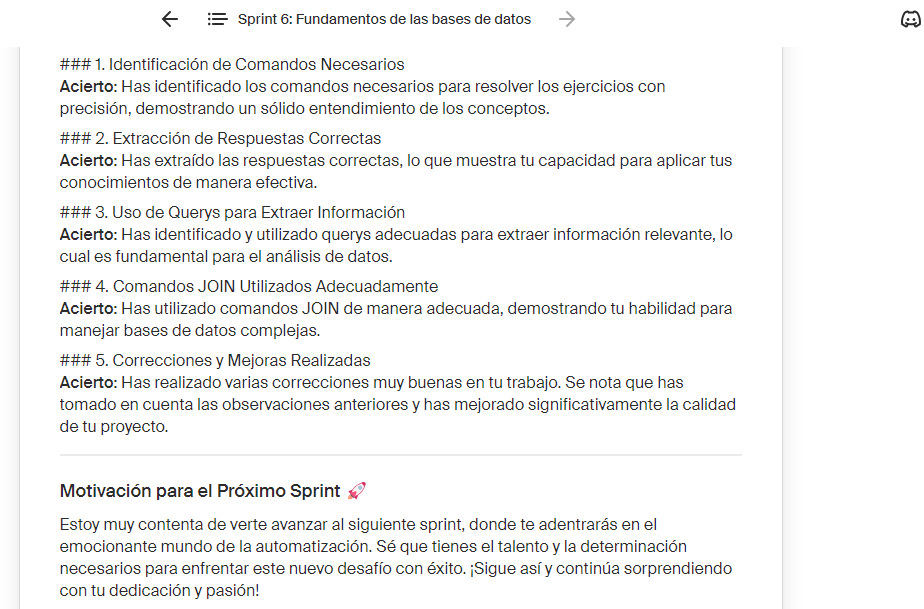 Sprint 6: Fundamentos de las bases de datos
### 1. Identificación de Comandos Necesarios
Acierto: Has identificado los comandos necesarios para resolver los ejercicios con
precisión, demostrando un sólido entendimiento de los conceptos.
### 2. Extracción de Respuestas Correctas
Acierto: Has extraído las respuestas correctas, lo que muestra tu capacidad para aplicar tus
conocimientos de manera efectiva.
### 3. Uso de Querys para Extraer Información
Acierto: Has identificado y utilizado querys adecuadas para extraer información relevante, lo
cual es fundamental para el análisis de datos.
### 4. Comandos JOIN Utilizados Adecuadamente
Acierto: Has utilizado comandos JOIN de manera adecuada, demostrando tu habilidad para
manejar bases de datos complejas.
### 5. Correcciones y Mejoras Realizadas
Acierto: Has realizado varias correcciones muy buenas en tu trabajo. Se nota que has
tomado en cuenta las observaciones anteriores y has mejorado significativamente la calidad
de tu proyecto.
Motivación para el Próximo Sprint 🚀
Estoy muy contenta de verte avanzar al siguiente sprint, donde te adentrarás en el
emocionante mundo de la automatización. Sé que tienes el talento y la determinación
necesarios para enfrentar este nuevo desafío con éxito. ¡Sigue así y continúa sorprendiendo
con tu dedicación y pasión!